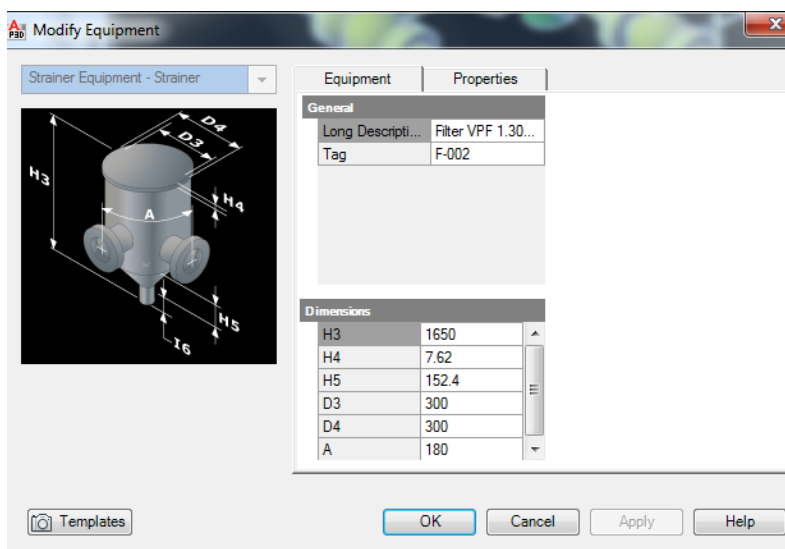 A
P3D
Modify Equipment
Strainer Equipment - Strainer
Equipment
Properties
General
Long Descripti... Filter VPF 1.30...
Tag F-002
D4
D3
H3
H4
A
H5
I6
Dimensions
H3 1650
H4 7.62
H5 152.4
D3 300
D4 300
A 180
Templates
OK
Cancel
Apply
Help